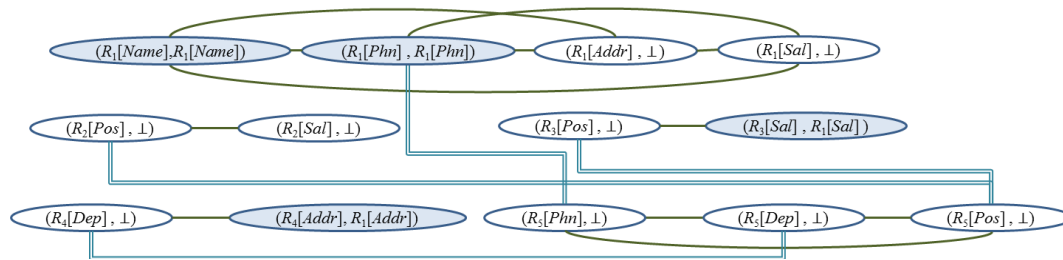 (R₁[Name],R₁[Name]) (R₁[Phn] , R₁[Phn]) (R₁[Addr] , ⊥) (R₁[Sal] , ⊥)
(R₂[Pos] , ⊥) (R₂[Sal] , ⊥) (R₃[Pos] , ⊥) (R₃[Sal] , R₁[Sal] )
(R₄[Dep] , ⊥) (R₄[Addr], R₁[Addr]) (R₅[Phn],⊥) (R₅[Dep] , ⊥) (R₅[Pos] , ⊥)